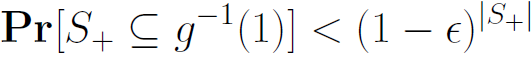 Pr[S₊ ⊆ g⁻¹(1)] < (1 − ϵ)^|S₊|